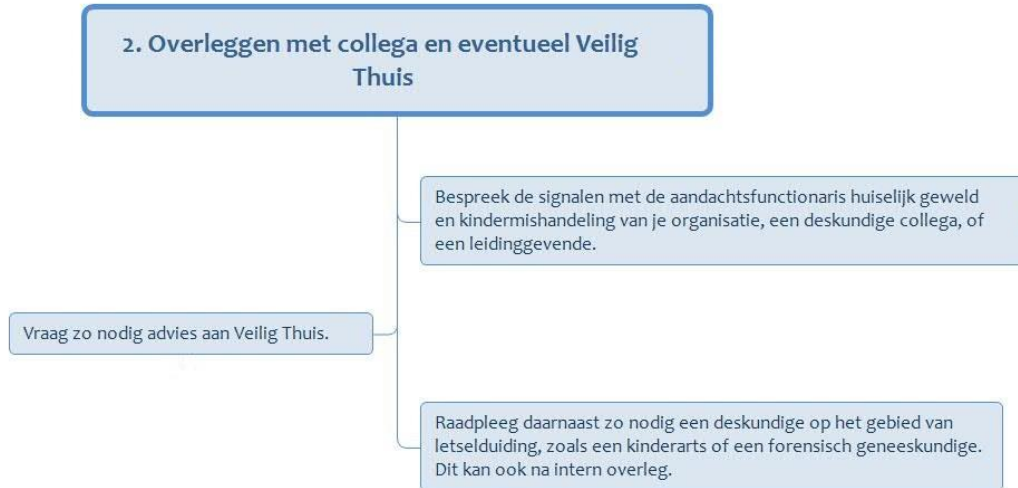 2. Overleggen met collega en eventueel Veilig
Thuis
Bespreek de signalen met de aandachtsfunctionaris huiselijk geweld
en kindermishandeling van je organisatie, een deskundige collega, of
een leidinggevende.
Vraag zo nodig advies aan Veilig Thuis.
Raadpleeg daarnaast zo nodig een deskundige op het gebied van
letselduiding, zoals een kinderarts of een forensisch geneeskundige.
Dit kan ook na intern overleg.